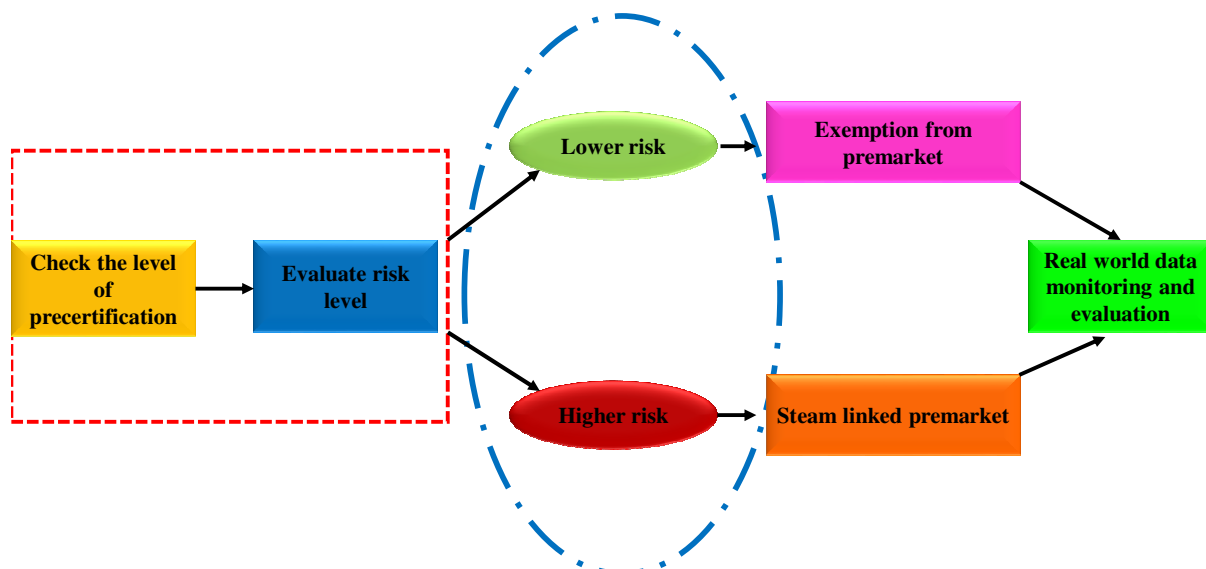 Check the level
of
precertification
Evaluate risk
level
Lower risk
Higher risk
Exemption from
premarket
Steam linked premarket
Real world data
monitoring and
evaluation